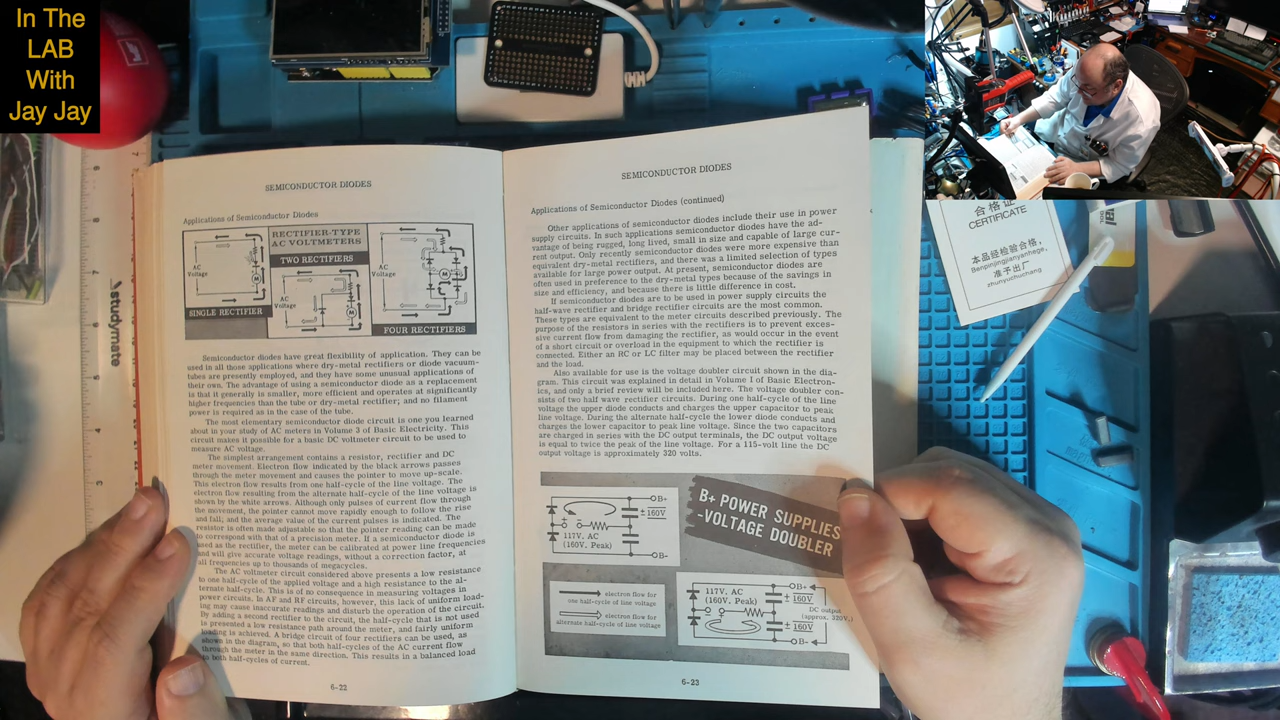 In The
LAB
With
Jay Jay
studymate
SEMICONDUCTOR DIODES
Applications of Semiconductor Diodes
RECTIFIER-TYPE
AC VOLTMETERS
TWO RECTIFIERS
AC
Voltage
SINGLE RECTIFIER
AC
Voltage
AC
Voltage
FOUR RECTIFIERS
M
M
M
Semiconductor diodes have great flexibility of application. They can be
used in all those applications where dry-metal rectifiers or diode vacuum-
tubes are presently employed, and they have some unusual applications of
their own. The advantage of using a semiconductor diode as a replacement
is that it generally is smaller, more efficient and operates at significantly
higher frequencies than the tube or dry-metal rectifier; and no filament
power is required as in the case of the tube.
The most elementary semiconductor diode circuit is one you learned
about in your study of AC meters in Volume 3 of Basic Electricity. This
circuit makes it possible for a basic DC voltmeter circuit to be used to
measure AC voltage.
The simplest arrangement contains a resistor, rectifier and DC
meter movement. Electron flow indicated by the black arrows passes
through the meter movement and causes the pointer to move up-scale.
This electron flow results from one half-cycle of the line voltage. The
electron flow resulting from the alternate half-cycle of the line voltage is
shown by the white arrows. Although only pulses of current flow through
the movement, the pointer cannot move rapidly enough to follow the rise
and fall; and the average value of the current pulses is indicated. The
resistor is often made adjustable so that the pointer reading can be made
to correspond with that of a precision meter. If a semiconductor diode is
used as the rectifier, the meter can be calibrated at power line frequencies
and will give accurate voltage readings, without a correction factor, at
all frequencies up to thousands of megacycles.
The AC voltmeter circuit considered above presents a low resistance
to one half-cycle of the applied voltage and a high resistance to the al-
ternate half-cycle. This is of no consequence in measuring voltages in
power circuits. In AF and RF circuits, however, this lack of uniform load-
ing may cause inaccurate readings and disturb the operation of the circuit.
By adding a second rectifier to the circuit, the half-cycle that is not used
is presented a low resistance path around the meter, and fairly uniform
loading is achieved. A bridge circuit of four rectifiers can be used, as
shown in the diagram, so that both half-cycles of the AC current flow
through the meter in the same direction. This results in a balanced load
to both half-cycles of current.
6-22
SEMICONDUCTOR DIODES
Applications of Semiconductor Diodes (continued)
Other applications of semiconductor diodes include their use in power
supply circuits. In such applications semiconductor diodes have the ad-
vantage of being rugged, long lived, small in size and capable of large cur-
rent output. Only recently semiconductor diodes were more expensive than
equivalent dry-metal rectifiers, and there was a limited selection of types
available for large power output. At present, semiconductor diodes are
often used in preference to the dry-metal types because of the savings in
size and efficiency, and because there is little difference in cost.
If semiconductor diodes are to be used in power supply circuits the
half-wave rectifier and bridge rectifier circuits are the most common.
These types are equivalent to the meter circuits described previously. The
purpose of the resistors in series with the rectifiers is to prevent exces-
sive current flow from damaging the rectifier, as would occur in the event
of a short circuit or overload in the equipment to which the rectifier is
connected. Either an RC or LC filter may be placed between the rectifier
and the load.
Also available for use is the voltage doubler circuit shown in the dia-
gram. This circuit was explained in detail in Volume I of Basic Electron-
ics, and only a brief review will be included here. The voltage doubler con-
sists of two half wave rectifier circuits. During one half-cycle of the line
voltage the upper diode conducts and charges the upper capacitor to peak
line voltage. During the alternate half-cycle the lower diode conducts and
charges the lower capacitor to peak line voltage. Since the two capacitors
are charged in series with the DC output terminals, the DC output voltage
is equal to twice the peak of the line voltage. For a 115-volt line the DC
output voltage is approximately 320 volts.
B+
± 160V
117V. AC
(160V. Peak)
B-
B+ POWER SUPPLIES
-VOLTAGE DOUBLER
electron flow for
one half-cycle of line voltage
electron flow for
alternate half-cycle of line voltage
117V. AC
(160V. Peak)
B+
± 160V
DC output
(approx. 320V.)
± 160V
B-
6-23
合格证
CERTIFICATE
本品经检验合格,
Benpinjingjianyanhege,
准予出厂
zhunyuchuchang